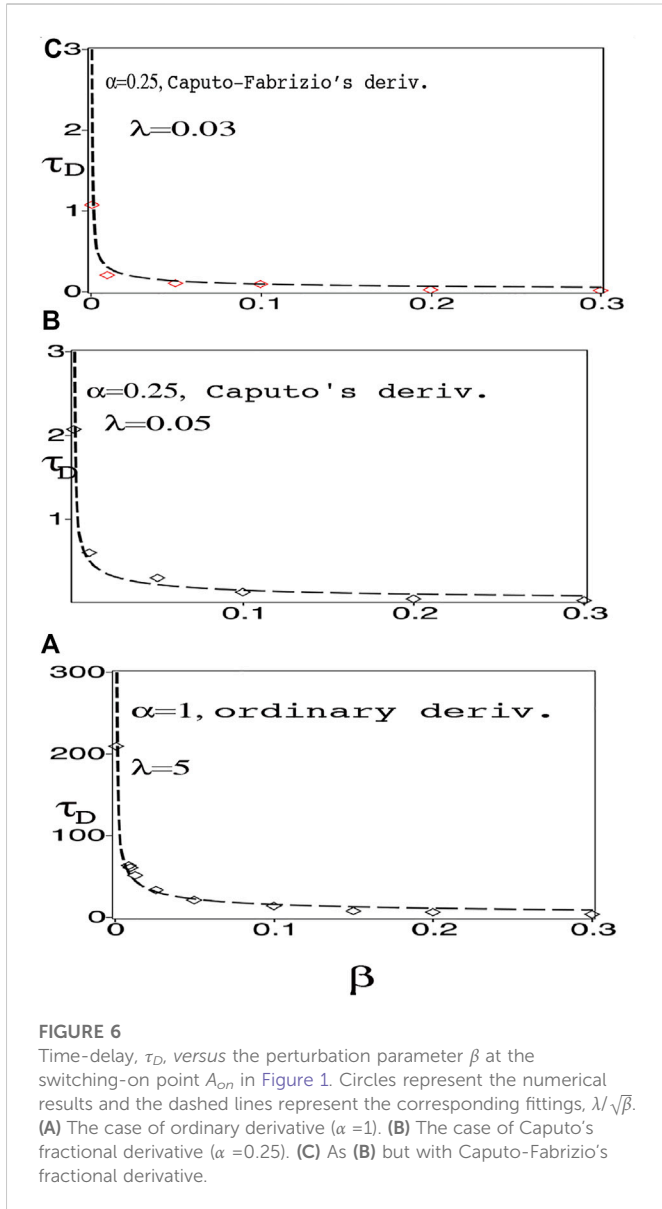 C
3
α=0.25, Caputo-Fabrizio's deriv.
2
λ=0.03
τD
1
0
0 0.1 0.2 0.3
B
3
α=0.25, Caputo's deriv.
2
λ=0.05
τD
1
0.1 0.2 0.3
A
300
α=1, ordinary deriv.
200
λ=5
τD
100
0
0 0.1 0.2 0.3
β
FIGURE 6
Time-delay, τD, versus the perturbation parameter β at the
switching-on point Aon in Figure 1. Circles represent the numerical
results and the dashed lines represent the corresponding fittings, λ/√β.
(A) The case of ordinary derivative (α =1). (B) The case of Caputo's
fractional derivative (α =0.25). (C) As (B) but with Caputo-Fabrizio's
fractional derivative.